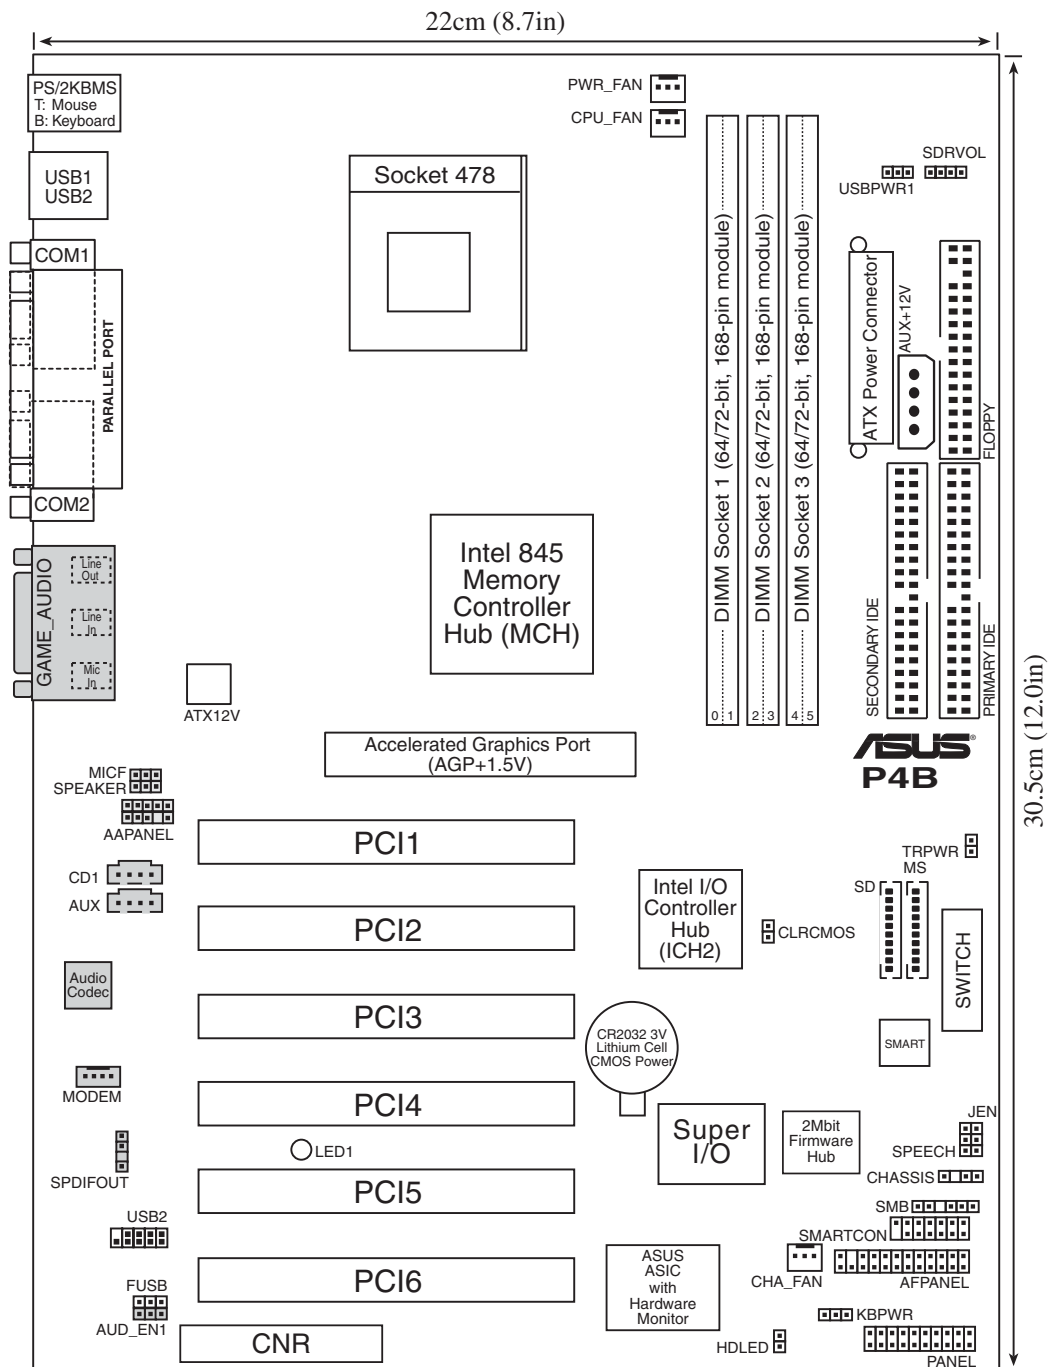 22cm (8.7in)
PS/2KBMS
T: Mouse
B: Keyboard
USB1
USB2
COM1
PARALLEL PORT
COM2
GAME_AUDIO
Line
Out
Line
In
Mic
In
Socket 478
PWR_FAN
CPU_FAN
DIMM Socket 1 (64/72-bit, 168-pin module)
DIMM Socket 2 (64/72-bit, 168-pin module)
DIMM Socket 3 (64/72-bit, 168-pin module)
0 1
2 3
4 5
SDRVOL
USBPWR1
ATX Power Connector
AUX+12V
FLOPPY
SECONDARY IDE
PRIMARY IDE
30.5cm (12.0in)
Intel 845
Memory
Controller
Hub (MCH)
ATX12V
Accelerated Graphics Port
(AGP+1.5V)
ASUS®
P4B
MICF
SPEAKER
AAPANEL
CD1
AUX
Audio
Codec
MODEM
SPDIFOUT
USB2
FUSB
AUD_EN1
PCI1
PCI2
PCI3
PCI4
LED1
PCI5
PCI6
CNR
Intel I/O
Controller
Hub
(ICH2)
CLRCMOS
TRPWR
MS
SD
SWITCH
SMART
CR2032 3V
Lithium Cell
CMOS Power
Super
I/O
2Mbit
Firmware
Hub
JEN
SPEECH
CHASSIS
SMB
SMARTCON
CHA_FAN
AFPANEL
ASUS
ASIC
with
Hardware
Monitor
KBPWR
HDLED
PANEL